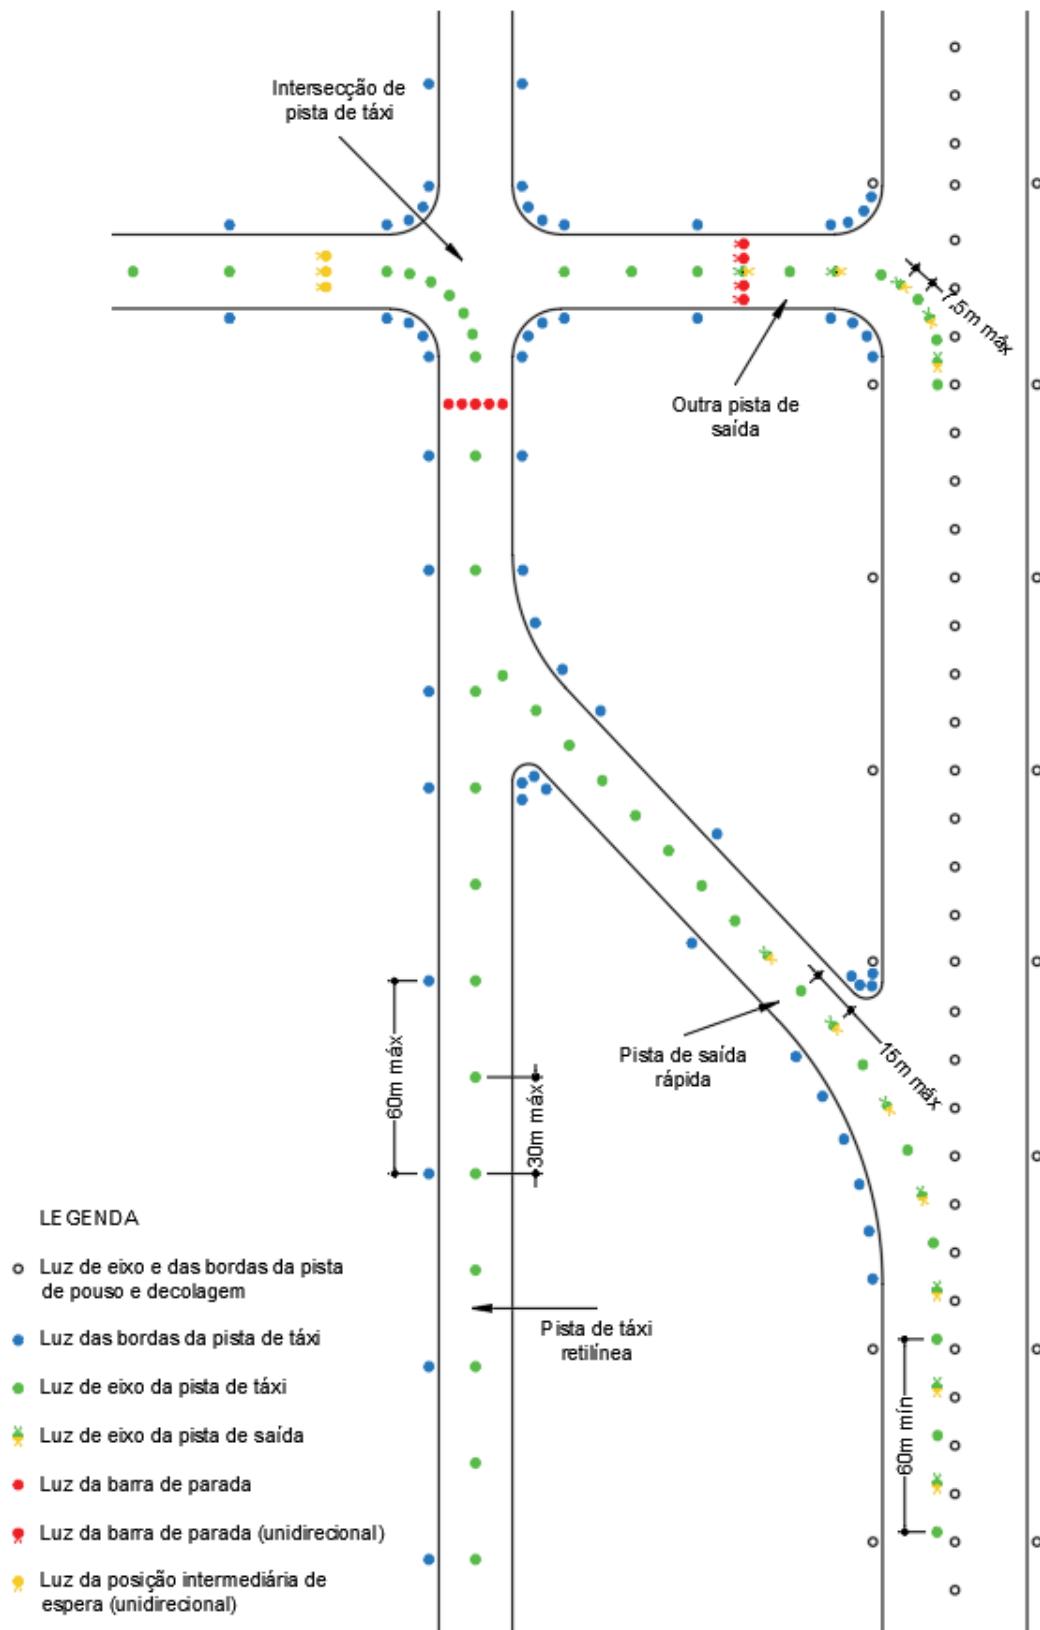 Intersecção de
pista de táxi
7,5m máx
Outra pista de
saída
Pista de saída
rápida
15m máx
60m máx
30m máx
Pista de táxi
retilínea
60m mín
LEGENDA
Luz de eixo e das bordas da pista
de pouso e decolagem
Luz das bordas da pista de táxi
Luz de eixo da pista de táxi
Luz de eixo da pista de saída
Luz da barra de parada
Luz da barra de parada (unidirecional)
Luz da posição intermediária de
espera (unidirecional)